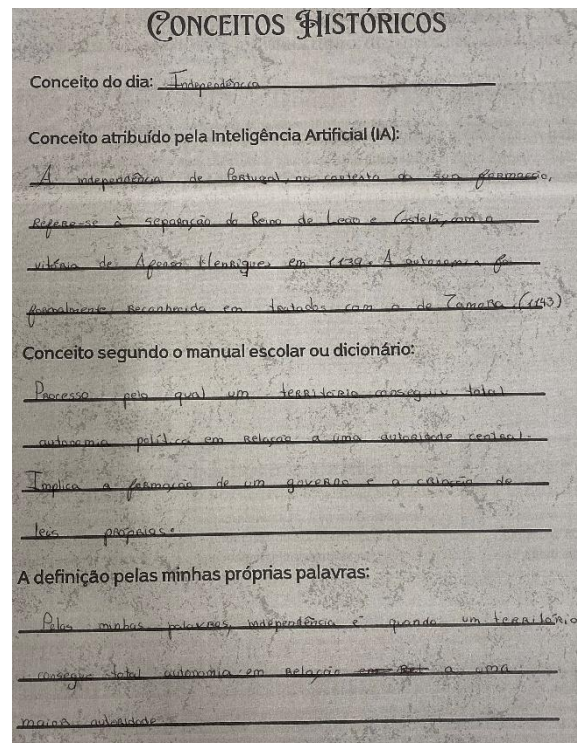 CONCEITOS HISTÓRICOS
Conceito do dia: Independência
Conceito atribuído pela Inteligência Artificial (IA):
A independência de Portugal, no contexto da sua formação,
Refere-se à separação do Reino de Leão e Castela, com a
vitória de Afonso Henriques em 1139. A autonomia foi
formalmente reconhecida em tratados com o de Zamora (1143)
Conceito segundo o manual escolar ou dicionário:
Processo pelo qual um território conseguiu total
autonomia política em relação a uma autoridade central.
Implica a formação de um governo e a criação de
leis próprias.
A definição pelas minhas próprias palavras:
Pelas minhas palavras, independência é quando um território
consegue total autonomia em relação a uma
maior autoridade